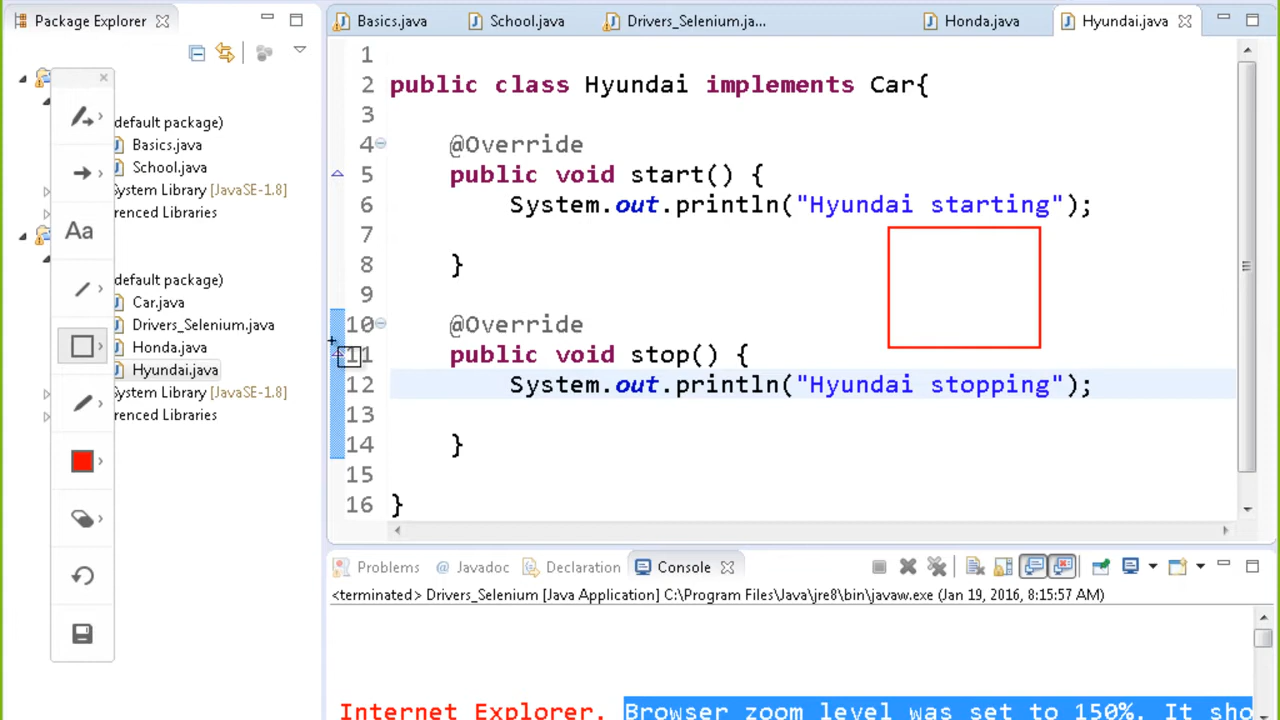 Package Explorer
Basics.java
School.java
Drivers_Selenium.ja...
Honda.java
Hyundai.java
default package)
Basics.java
School.java
System Library [JavaSE-1.8]
renced Libraries
default package)
Car.java
Drivers_Selenium.java
Honda.java
Hyundai.java
System Library [JavaSE-1.8]
renced Libraries
Aa
1
2 public class Hyundai implements Car{
3
4 @Override
5 public void start() {
6 System.out.println("Hyundai starting");
7
8 }
9
10 @Override
11 public void stop() {
12 System.out.println("Hyundai stopping");
13
14 }
15
16 }
Problems @ Javadoc Declaration Console
<terminated> Drivers_Selenium [Java Application] C:\Program Files\Java\jre8\bin\javaw.exe (Jan 19, 2016, 8:15:57 AM)
Internet Explorer. Browser zoom level was set to 150%. It sho